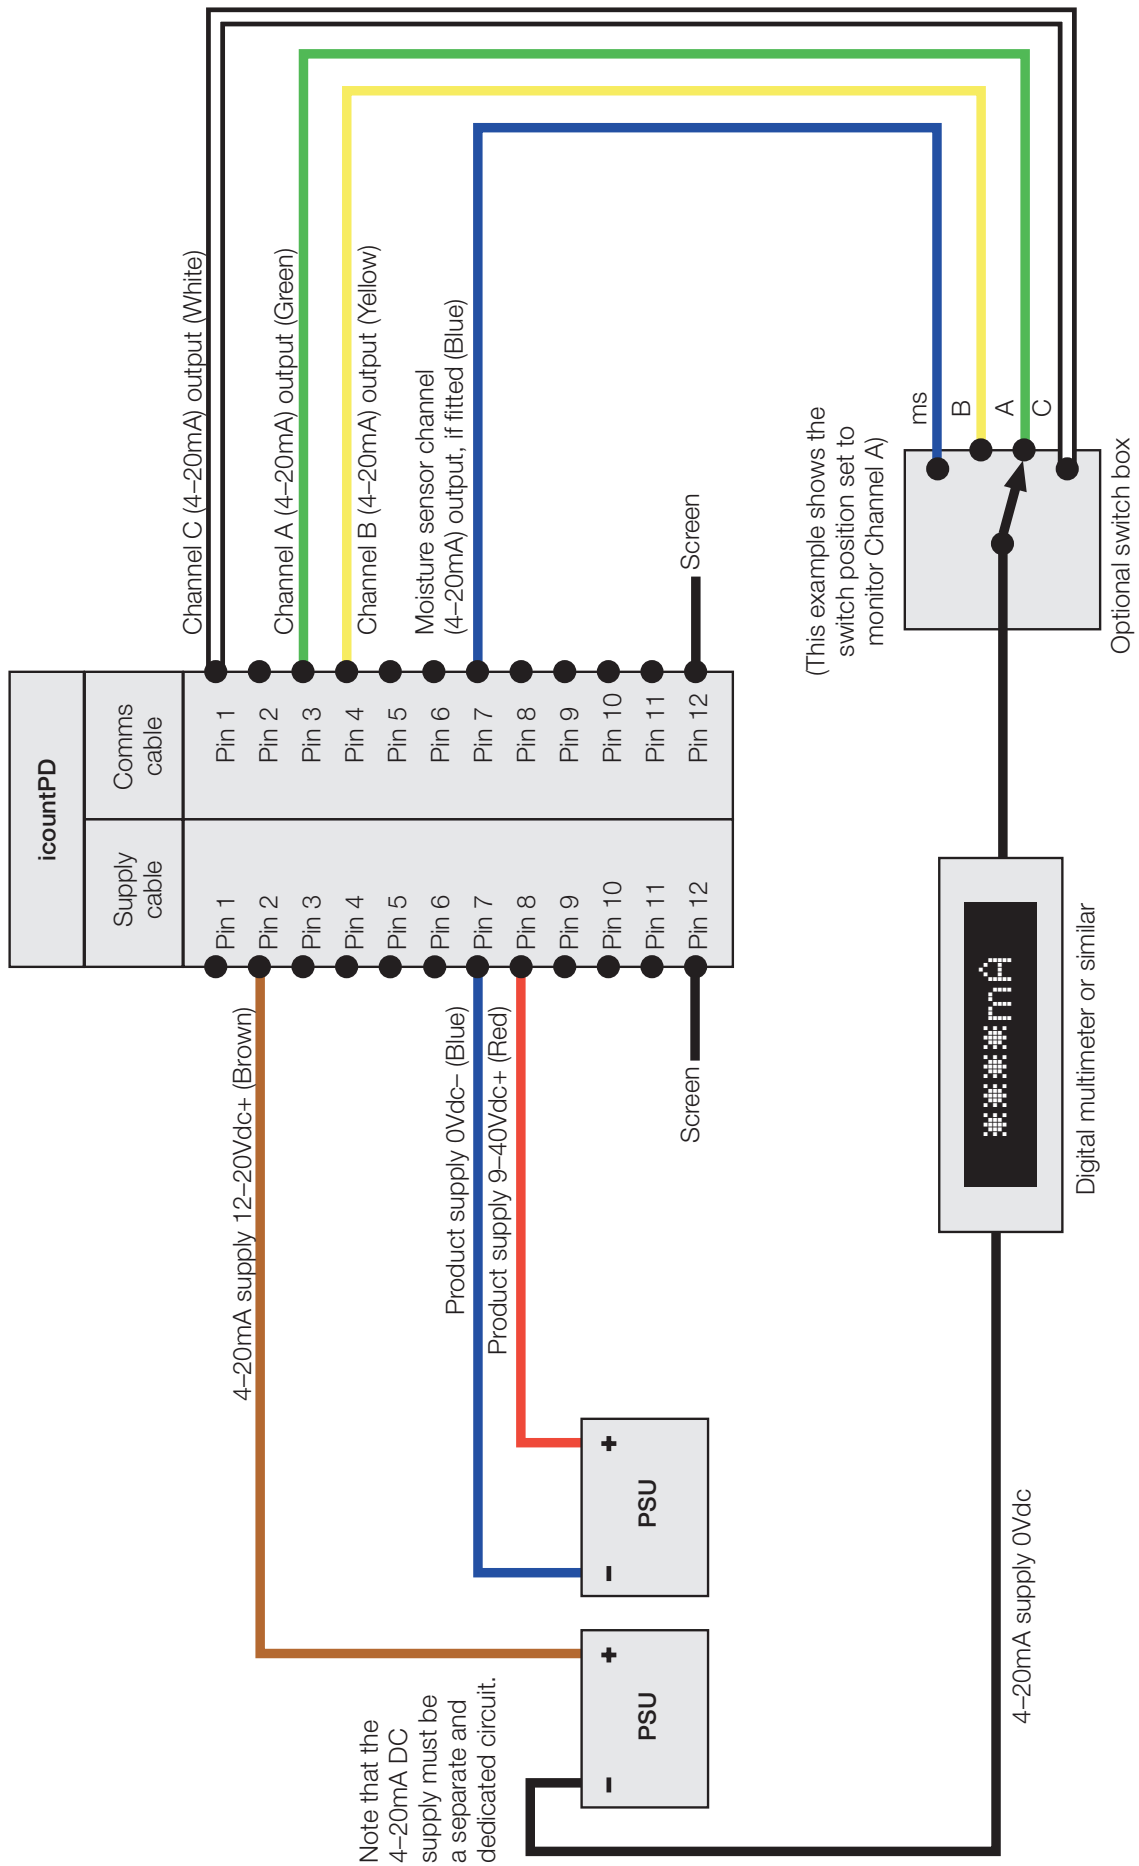 icountPD
Supply
cable
Comms
cable
Pin 1
Pin 2
Pin 3
Pin 4
Pin 5
Pin 6
Pin 7
Pin 8
Pin 9
Pin 10
Pin 11
Pin 12
Pin 1
Pin 2
Pin 3
Pin 4
Pin 5
Pin 6
Pin 7
Pin 8
Pin 9
Pin 10
Pin 11
Pin 12
Channel C (4–20mA) output (White)
Channel A (4–20mA) output (Green)
Channel B (4–20mA) output (Yellow)
Moisture sensor channel
(4–20mA) output, if fitted (Blue)
Screen
4–20mA supply 12–20Vdc+ (Brown)
Product supply 0Vdc– (Blue)
Product supply 9–40Vdc+ (Red)
Screen
Note that the
4–20mA DC
supply must be
a separate and
dedicated circuit.
–
PSU
+
–
PSU
+
(This example shows the
switch position set to
monitor Channel A)
ms
B
A
C
Optional switch box
****mA
Digital multimeter or similar
4–20mA supply 0Vdc